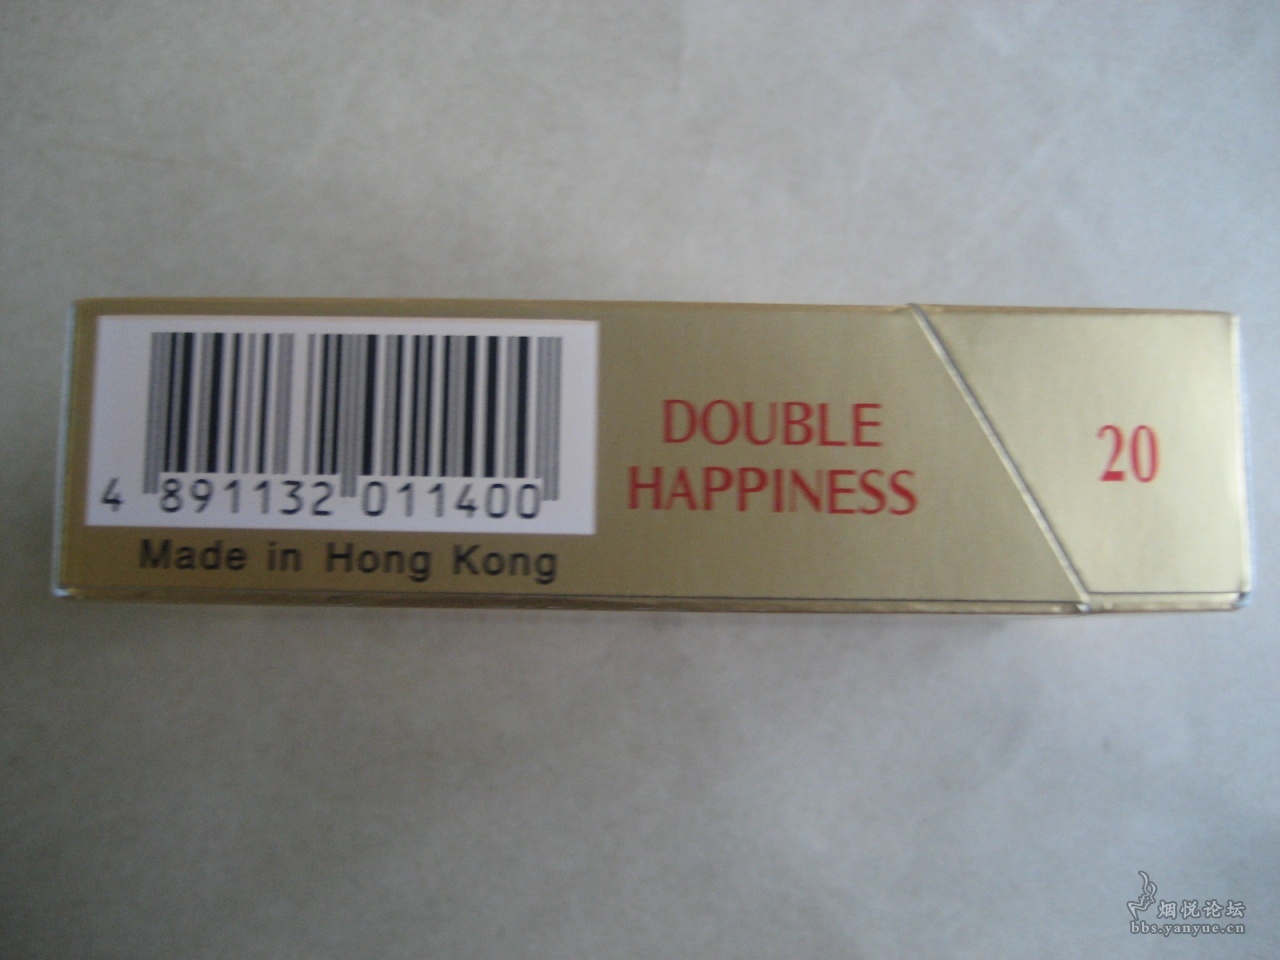 4 891132 011400
Made in Hong Kong
DOUBLE
HAPPINESS
20
烟悦论坛
bbs.yanyue.cn